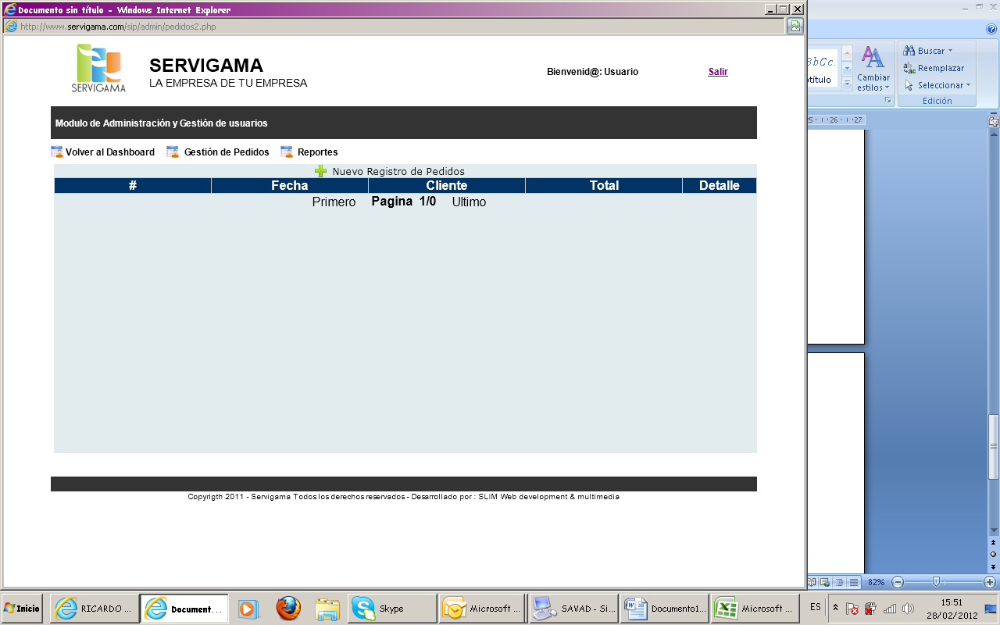 Documento sin título - Windows Internet Explorer
http://www.servigama.com/sip/admin/pedidos2.php
SERVIGAMA
SERVIGAMA
LA EMPRESA DE TU EMPRESA
Bienvenid@: Usuario
Salir
Modulo de Administración y Gestión de usuarios
Volver al Dashboard
Gestión de Pedidos
Reportes
Nuevo Registro de Pedidos
# Fecha Cliente Total Detalle
Primero Pagina 1/0 Ultimo
Copyrigth 2011 - Servigama Todos los derechos reservados - Desarrollado por : SLIM Web development & multimedia
Buscar
Reemplazar
Seleccionar
Edición
Cambiar
estilos
26 27
82%
Inicio
RICARDO ...
Document...
Skype
Microsoft ...
SAVAD - Si...
Documento1...
Microsoft ...
ES
15:51
28/02/2012